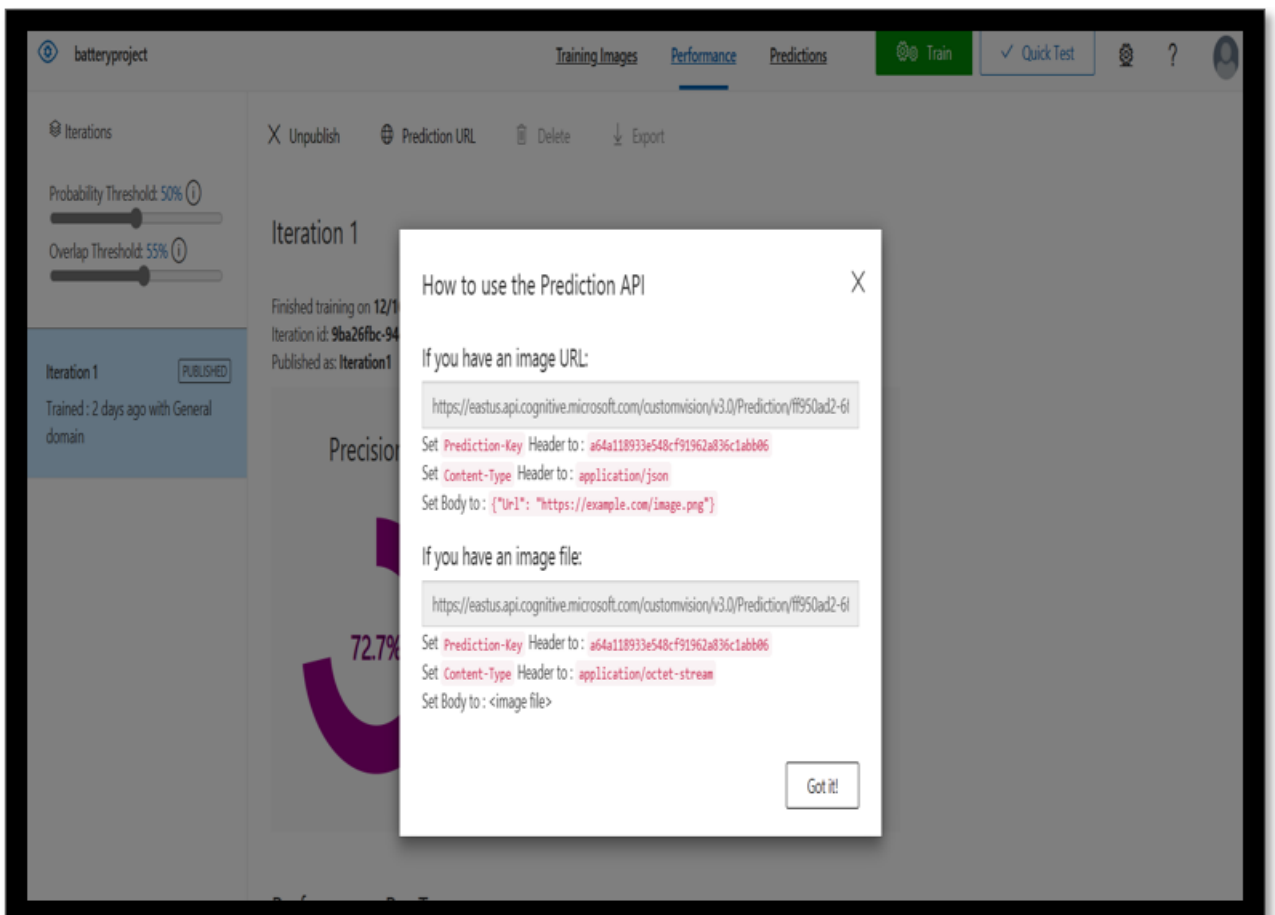 batteryproject
Training Images
Performance
Predictions
Train
Quick Test
?
Iterations
Unpublish
Prediction URL
Delete
Export
Probability Threshold: 50%
Overlap Threshold: 55%
Iteration 1
PUBLISHED
Trained : 2 days ago with General
domain
Iteration 1
Finished training on 12/1
Iteration id: 9ba26fbc-94
Published as: Iteration1
Precision
72.7%
How to use the Prediction API
If you have an image URL:
https://eastus.api.cognitive.microsoft.com/customvision/v3.0/Prediction/ff950ad2-6
Set Prediction-Key Header to : a64a118933e548cf91962a836c1abb06
Set Content-Type Header to : application/json
Set Body to : {"Url": "https://example.com/image.png"}
If you have an image file:
https://eastus.api.cognitive.microsoft.com/customvision/v3.0/Prediction/ff950ad2-6
Set Prediction-Key Header to : a64a118933e548cf91962a836c1abb06
Set Content-Type Header to : application/octet-stream
Set Body to : <image file>
Got it!